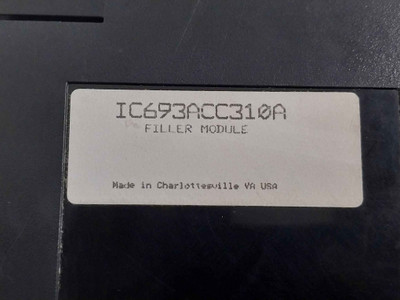 IC693ACC310A
FILLER MODULE
Made in Charlottesville VA USA